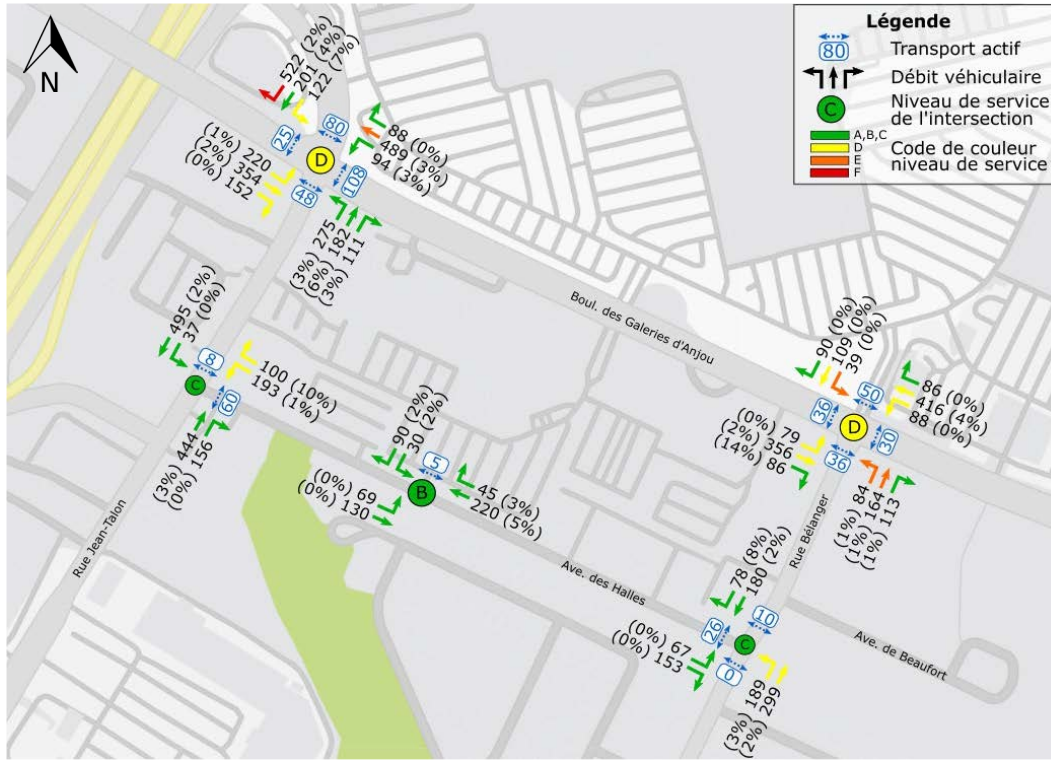 Légende
80 Transport actif
Débit véhiculaire
C Niveau de service
de l'intersection
A,B,C
D
E
F
Code de couleur
niveau de service
N
522 (2%)
201 (4%)
122 (7%)
25
80
D
88 (0%)
489 (3%)
94 (3%)
108
(1%) 220
(2%) 354
(0%) 152
48
(3%) 275
(6%) 182
(3%) 111
Boul. des Galeries d'Anjou
495 (2%)
37 (0%)
8
C
60
100 (10%)
193 (1%)
(3%) 444
(0%) 156
Rue Jean-Talon
90 (2%)
30 (2%)
5
B
45 (3%)
220 (5%)
(0%) 69
(0%) 130
Ave. des Halles
90 (0%)
109 (0%)
39 (0%)
36
50
D
86 (0%)
416 (4%)
88 (0%)
30
(0%) 79
(2%) 356
(14%) 86
36
(1%) 84
(1%) 164
(1%) 113
Rue Bélanger
78 (8%)
180 (2%)
26
10
C
(0%) 67
(0%) 153
0
(3%) 189
(2%) 299
Ave. de Beaufort